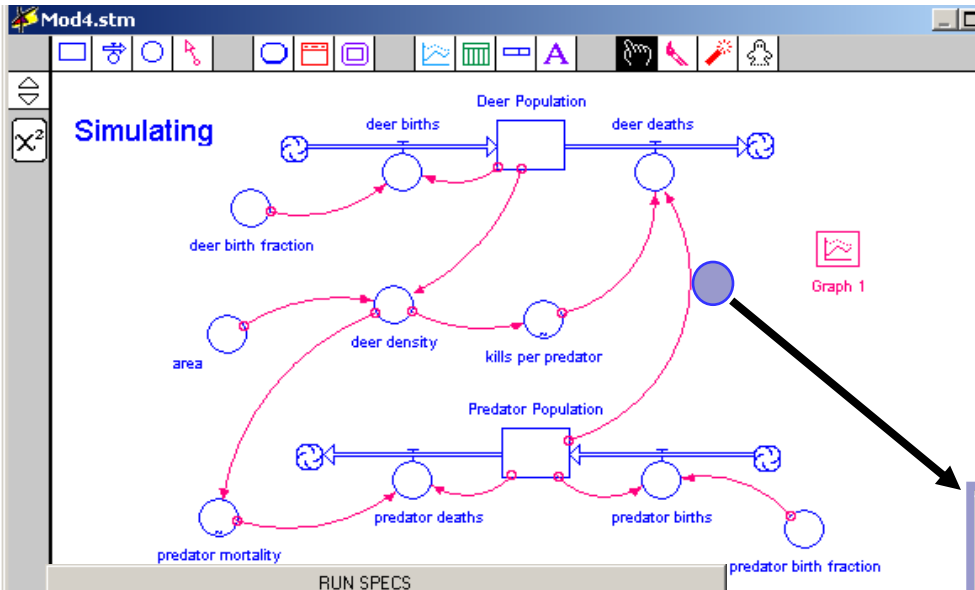 Mod4.stm
A
X²
Simulating
Deer Population
deer births
deer deaths
deer birth fraction
Graph 1
area
deer density
kills per predator
Predator Population
predator deaths
predator births
predator mortality
predator birth fraction
RUN SPECS